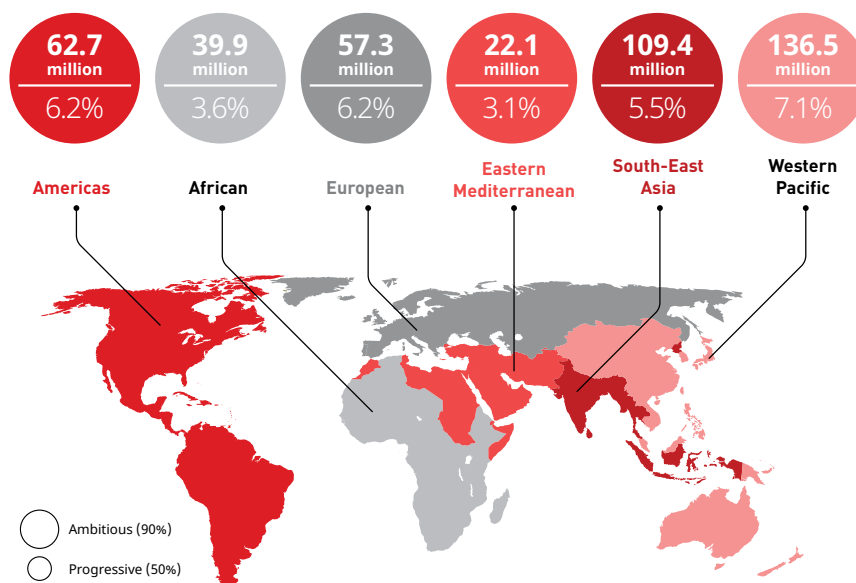 62.7
million
6.2%
39.9
million
3.6%
57.3
million
6.2%
22.1
million
3.1%
109.4
million
5.5%
136.5
million
7.1%
Americas
African
European
Eastern
Mediterranean
South-East
Asia
Western
Pacific
Ambitious (90%)
Progressive (50%)